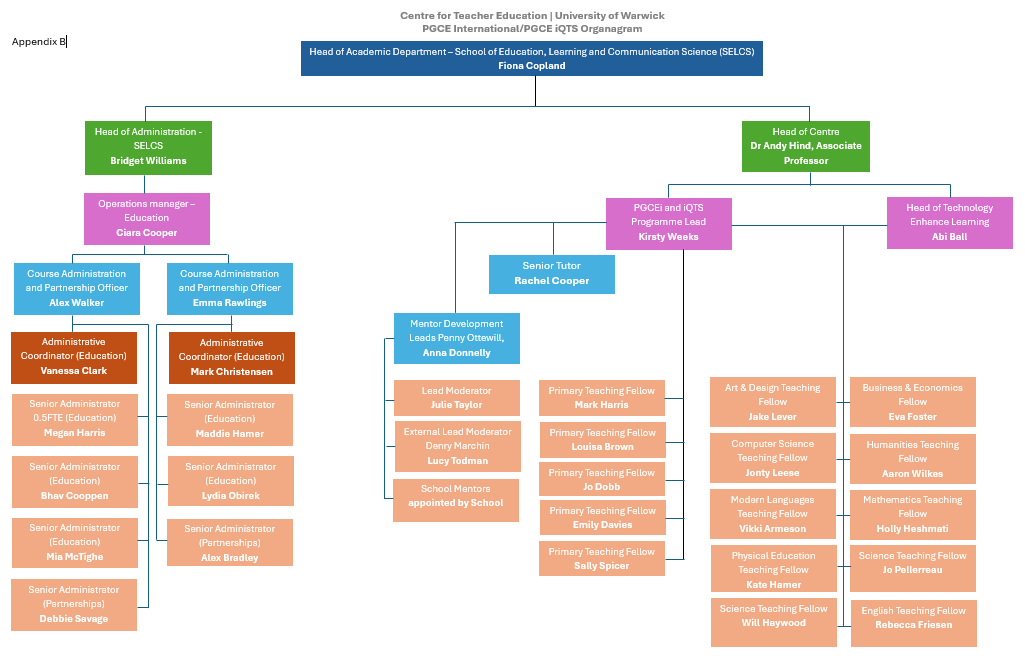 Centre for Teacher Education | University of Warwick
PGCE International/PGCE iQTS Organagram
Appendix B
Head of Academic Department – School of Education, Learning and Communication Science (SELCS)
Fiona Copland
Head of Administration -
SELCS
Bridget Williams
Head of Centre
Dr Andy Hind, Associate
Professor
Operations manager –
Education
Ciara Cooper
PGCEi and iQTS
Programme Lead
Kirsty Weeks
Head of Technology
Enhance Learning
Abi Ball
Senior Tutor
Rachel Cooper
Course Administration
and Partnership Officer
Alex Walker
Course Administration
and Partnership Officer
Emma Rawlings
Mentor Development
Leads Penny Ottewill,
Anna Donnelly
Administrative
Coordinator (Education)
Vanessa Clark
Administrative
Coordinator (Education)
Mark Christensen
Senior Administrator
0.5FTE (Education)
Megan Harris
Senior Administrator
(Education)
Maddie Hamer
Senior Administrator
(Education)
Bhav Cooppen
Senior Administrator
(Education)
Lydia Obirek
Senior Administrator
(Education)
Mia McTighe
Senior Administrator
(Partnerships)
Alex Bradley
Senior Administrator
(Partnerships)
Debbie Savage
Lead Moderator
Julie Taylor
External Lead Moderator
Denry Marchin
Lucy Todman
School Mentors
appointed by School
Primary Teaching Fellow
Mark Harris
Primary Teaching Fellow
Louisa Brown
Primary Teaching Fellow
Jo Dobb
Primary Teaching Fellow
Emily Davies
Primary Teaching Fellow
Sally Spicer
Art & Design Teaching
Fellow
Jake Lever
Business & Economics
Fellow
Eva Foster
Computer Science
Teaching Fellow
Jonty Leese
Humanities Teaching
Fellow
Aaron Wilkes
Modern Languages
Teaching Fellow
Vikki Armeson
Mathematics Teaching
Fellow
Holly Heshmati
Physical Education
Teaching Fellow
Kate Hamer
Science Teaching Fellow
Jo Pellerreau
Science Teaching Fellow
Will Haywood
English Teaching Fellow
Rebecca Friesen